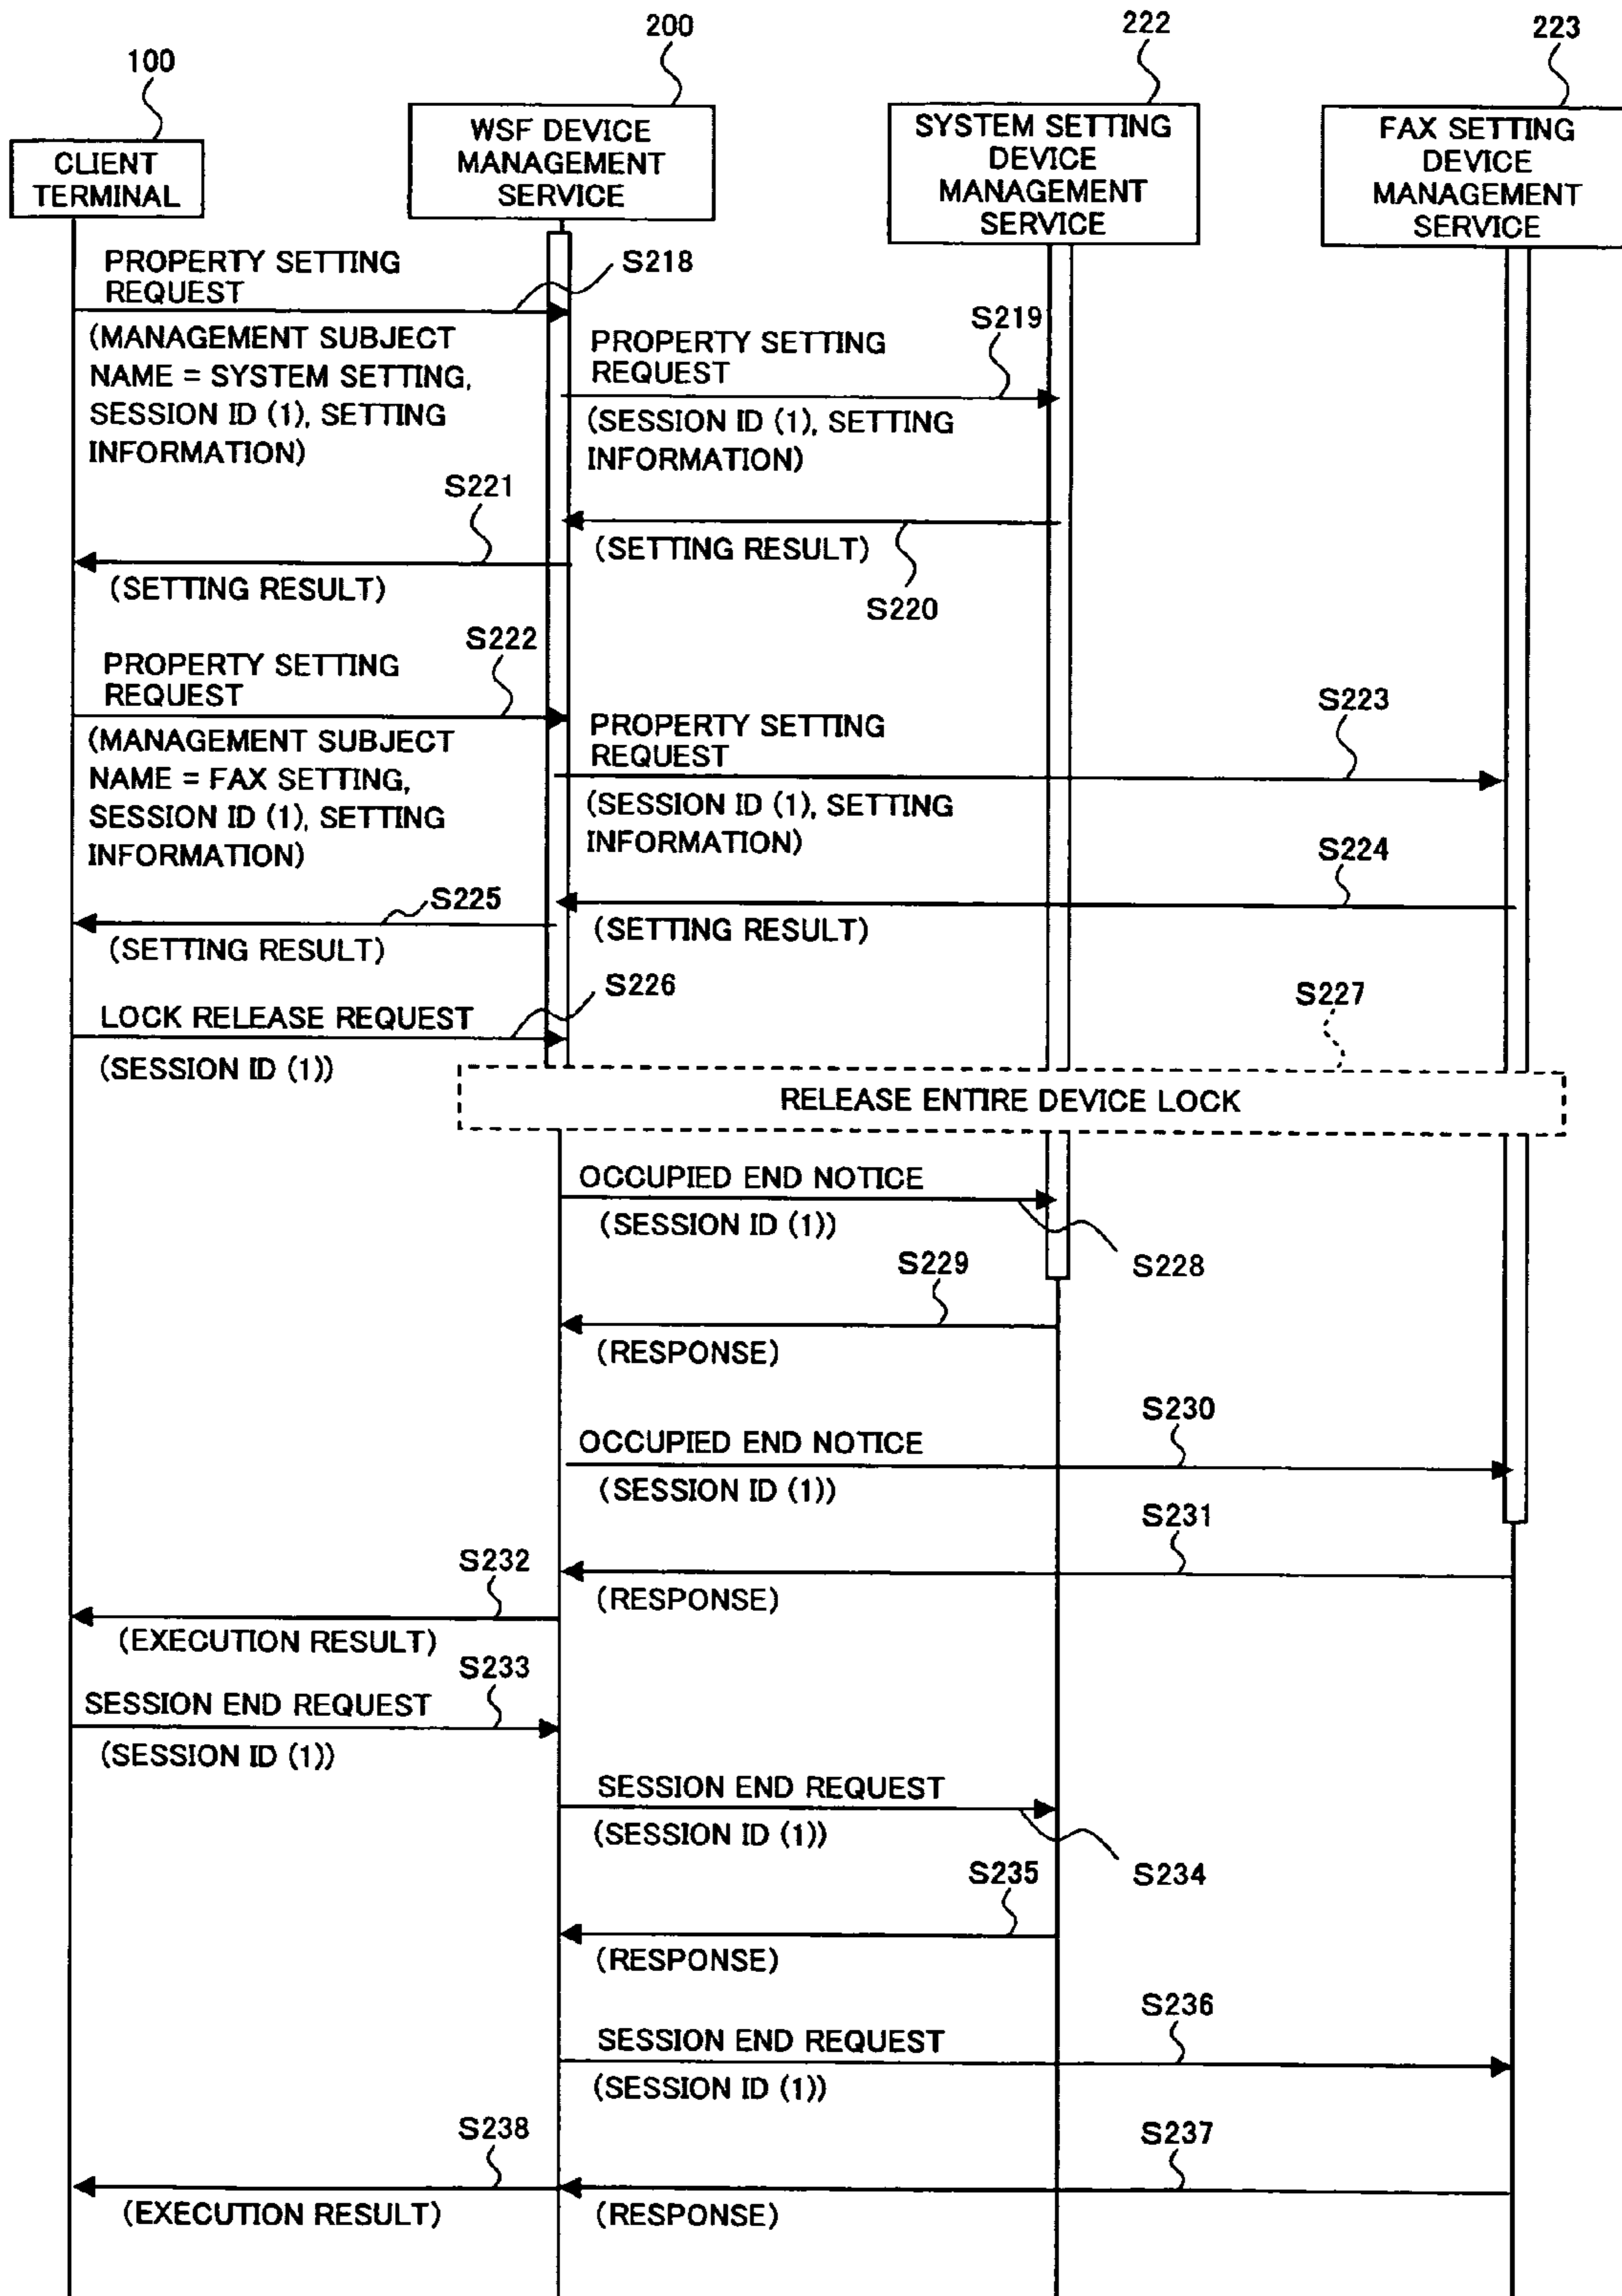 100
200
222
223
CLIENT
TERMINAL
WSF DEVICE
MANAGEMENT
SERVICE
SYSTEM SETTING
DEVICE
MANAGEMENT
SERVICE
FAX SETTING
DEVICE
MANAGEMENT
SERVICE
PROPERTY SETTING
REQUEST
S218
(MANAGEMENT SUBJECT
NAME = SYSTEM SETTING,
SESSION ID (1), SETTING
INFORMATION)
PROPERTY SETTING
REQUEST
S219
(SESSION ID (1), SETTING
INFORMATION)
S221
(SETTING RESULT)
S220
(SETTING RESULT)
S222
PROPERTY SETTING
REQUEST
(MANAGEMENT SUBJECT
NAME = FAX SETTING,
SESSION ID (1), SETTING
INFORMATION)
PROPERTY SETTING
REQUEST
S223
(SESSION ID (1), SETTING
INFORMATION)
S224
S225
(SETTING RESULT)
(SETTING RESULT)
S226
LOCK RELEASE REQUEST
(SESSION ID (1))
S227
RELEASE ENTIRE DEVICE LOCK
OCCUPIED END NOTICE
(SESSION ID (1))
S228
S229
(RESPONSE)
S230
OCCUPIED END NOTICE
(SESSION ID (1))
S231
S232
(RESPONSE)
(EXECUTION RESULT)
S233
SESSION END REQUEST
(SESSION ID (1))
SESSION END REQUEST
(SESSION ID (1))
S234
S235
(RESPONSE)
S236
SESSION END REQUEST
(SESSION ID (1))
S238
S237
(EXECUTION RESULT)
(RESPONSE)